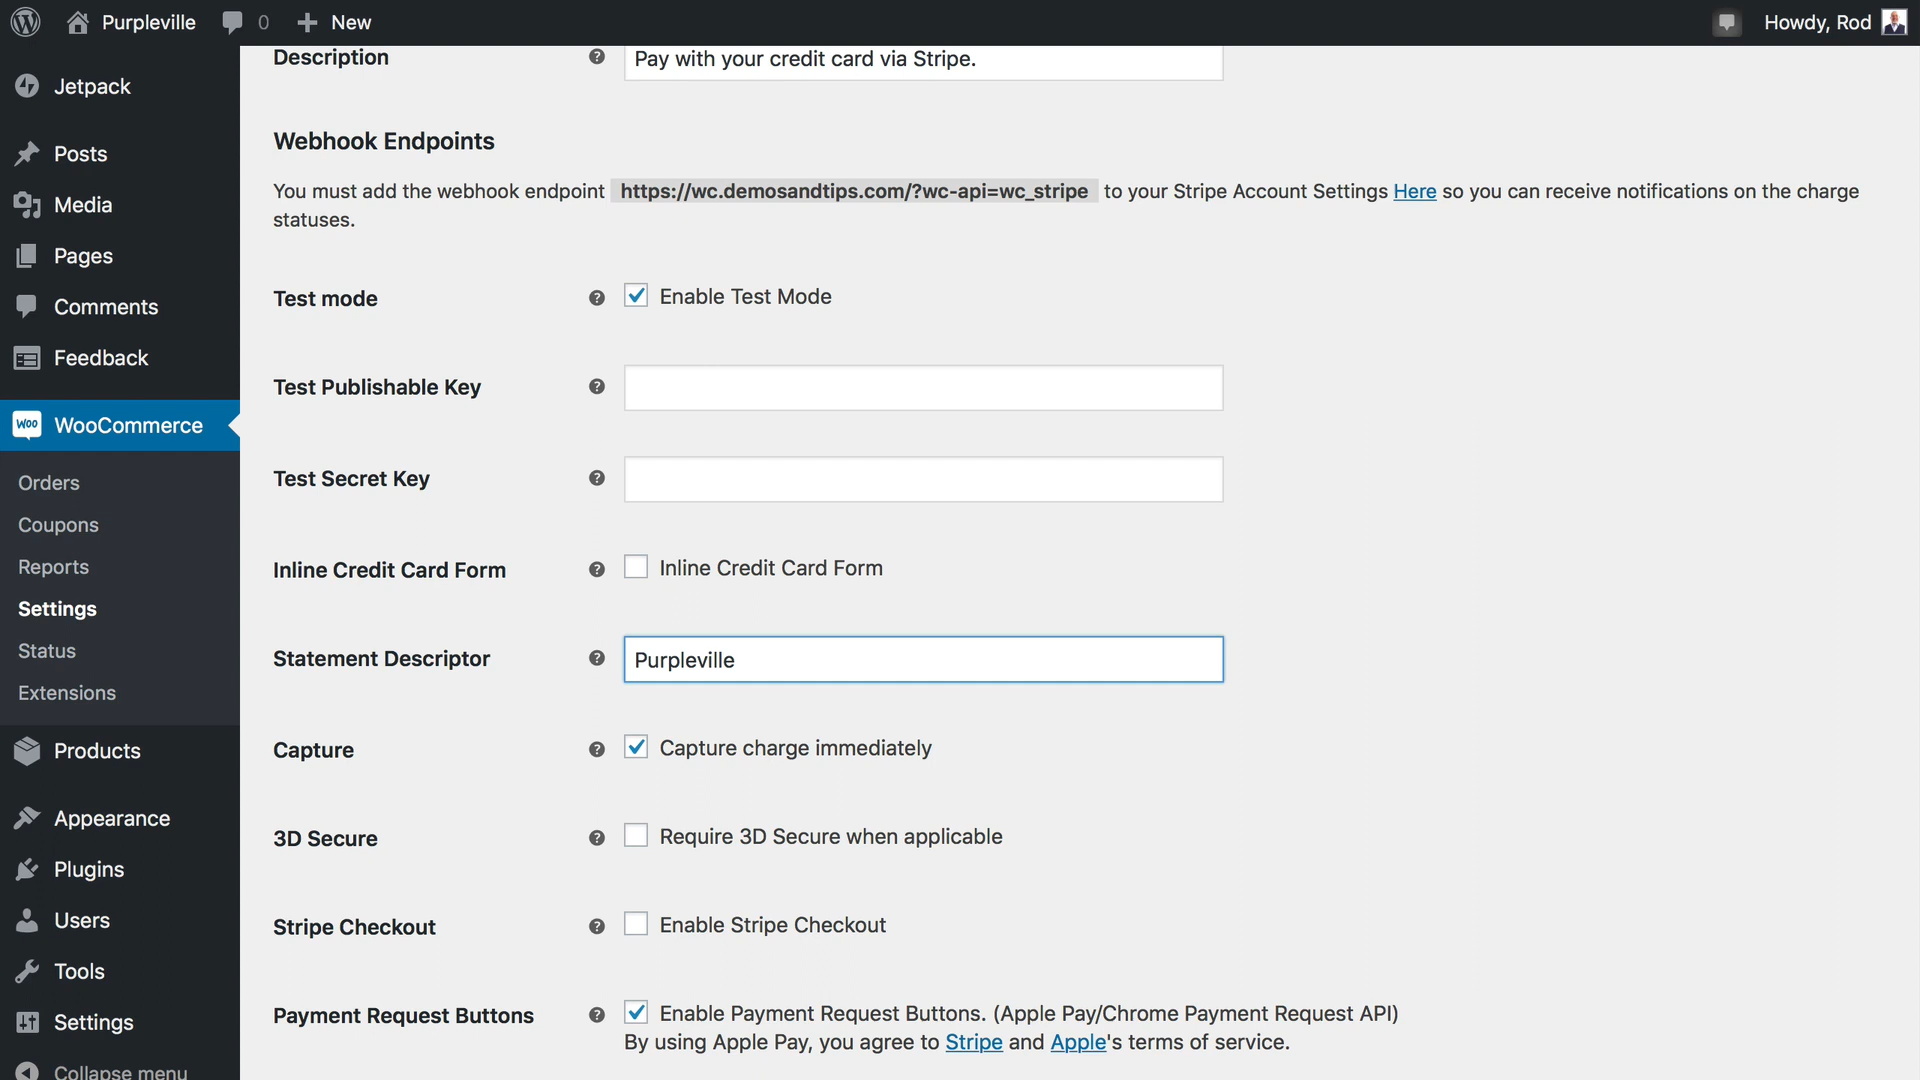 Purpleville
0
New
Howdy, Rod
Jetpack
Posts
Media
Pages
Comments
Feedback
Woo WooCommerce
Orders
Coupons
Reports
Settings
Status
Extensions
Products
Appearance
Plugins
Users
Tools
Settings
Collapse menu
Description
Pay with your credit card via Stripe.
Webhook Endpoints
You must add the webhook endpoint https://wc.demosandtips.com/?wc-api=wc_stripe to your Stripe Account Settings Here so you can receive notifications on the charge
statuses.
Test mode
Enable Test Mode
Test Publishable Key
Test Secret Key
Inline Credit Card Form
Inline Credit Card Form
Statement Descriptor
Purpleville
Capture
Capture charge immediately
3D Secure
Require 3D Secure when applicable
Stripe Checkout
Enable Stripe Checkout
Payment Request Buttons
Enable Payment Request Buttons. (Apple Pay/Chrome Payment Request API)
By using Apple Pay, you agree to Stripe and Apple's terms of service.